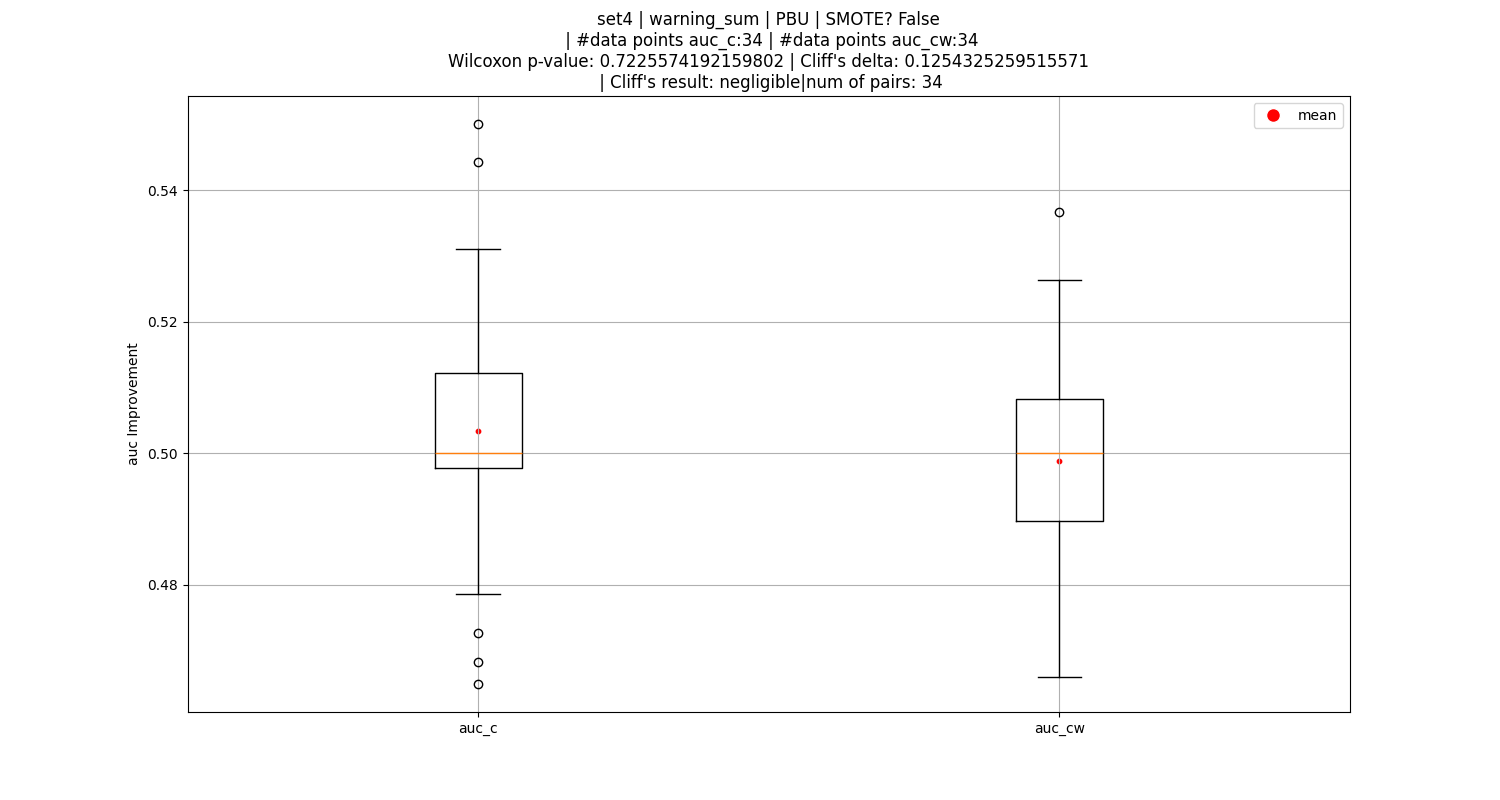 set4 | warning_sum | PBU | SMOTE? False
| #data points auc_c:34 | #data points auc_cw:34
Wilcoxon p-value: 0.7225574192159802 | Cliff's delta: 0.1254325259515571
| Cliff's result: negligible|num of pairs: 34
mean
0.54
0.52
0.50
0.48
auc Improvement
auc_c
auc_cw